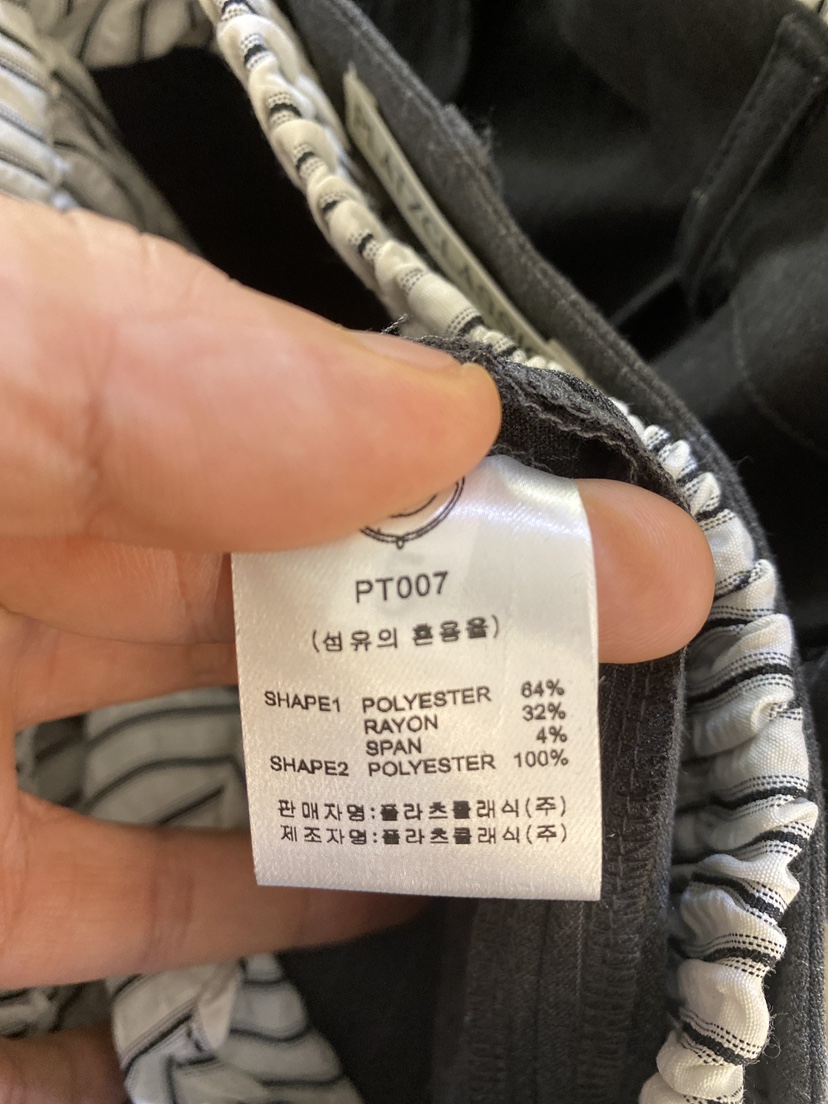 PT007
(섬유의 혼용율)
SHAPE1 POLYESTER 64%
RAYON 32%
SPAN 4%
SHAPE2 POLYESTER 100%
판매자명:플라츠클래식(주)
제조자명:플라츠클래식(주)